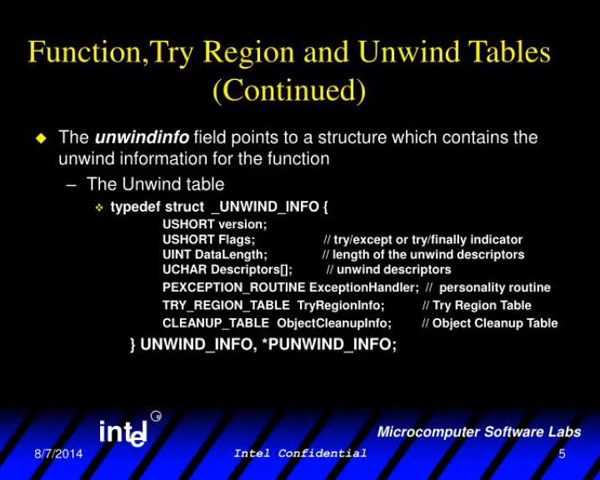 Function,Try Region and Unwind Tables
(Continued)
◆ The unwindinfo field points to a structure which contains the
unwind information for the function
– The Unwind table
❖ typedef struct _UNWIND_INFO {
USHORT version;
USHORT Flags; // try/except or try/finally indicator
UINT DataLength; // length of the unwind descriptors
UCHAR Descriptors[]; // unwind descriptors
PEXCEPTION_ROUTINE ExceptionHandler; // personality routine
TRY_REGION_TABLE TryRegionInfo; // Try Region Table
CLEANUP_TABLE ObjectCleanupInfo; // Object Cleanup Table
} UNWIND_INFO, *PUNWIND_INFO;
intel ®
Microcomputer Software Labs
8/7/2014 Intel Confidential 5